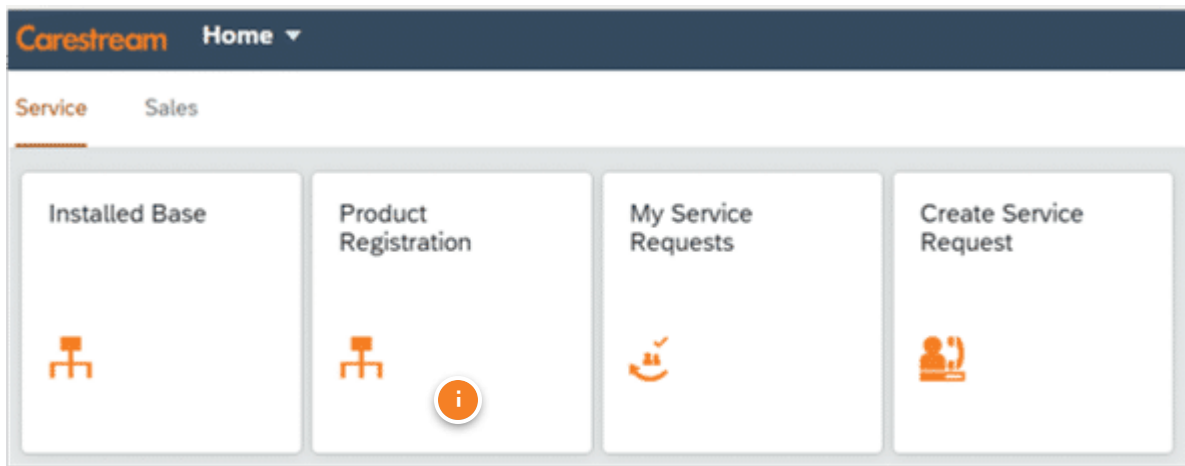 Carestream Home
Service Sales
Installed Base
Product
Registration
My Service
Requests
Create Service
Request
i